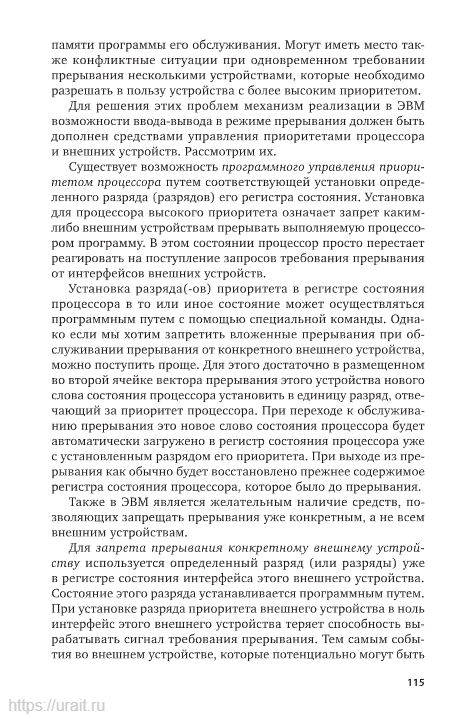 памяти программы его обслуживания. Могут иметь место так-
же конфликтные ситуации при одновременном требовании
прерывания несколькими устройствами, которые необходимо
разрешать в пользу устройства с более высоким приоритетом.
Для решения этих проблем механизм реализации в ЭВМ
возможности ввода-вывода в режиме прерывания должен быть
дополнен средствами управления приоритетами процессора
и внешних устройств. Рассмотрим их.
Существует возможность программного управления приори-
тетом процессора путем соответствующей установки опреде-
ленного разряда (разрядов) его регистра состояния. Установка
для процессора высокого приоритета означает запрет каким-
либо внешним устройствам прерывать выполняемую процессо-
ром программу. В этом состоянии процессор просто перестает
реагировать на поступление запросов требования прерывания
от интерфейсов внешних устройств.
Установка разряда(-ов) приоритета в регистре состояния
процессора в то или иное состояние может осуществляться
программным путем с помощью специальной команды. Одна-
ко если мы хотим запретить вложенные прерывания при об-
служивании прерывания от конкретного внешнего устройства,
можно поступить проще. Для этого достаточно в размещенном
во второй ячейке вектора прерывания этого устройства нового
слова состояния процессора установить в единицу разряд, отве-
чающий за приоритет процессора. При переходе к обслужива-
нию прерывания это новое слово состояния процессора будет
автоматически загружено в регистр состояния процессора уже
с установленным разрядом его приоритета. При выходе из пре-
рывания как обычно будет восстановлено прежнее содержимое
регистра состояния процессора, которое было до прерывания.
Также в ЭВМ является желательным наличие средств, по-
зволяющих запрещать прерывания уже конкретным, а не всем
внешним устройствам.
Для запрета прерывания конкретному внешнему устрой-
ству используется определенный разряд (или разряды) уже
в регистре состояния интерфейса этого внешнего устройства.
Состояние этого разряда устанавливается программным путем.
При установке разряда приоритета внешнего устройства в ноль
интерфейс этого внешнего устройства теряет способность вы-
рабатывать сигнал требования прерывания. Тем самым собы-
тия во внешнем устройстве, которые потенциально могут быть
115
https://urait.ru